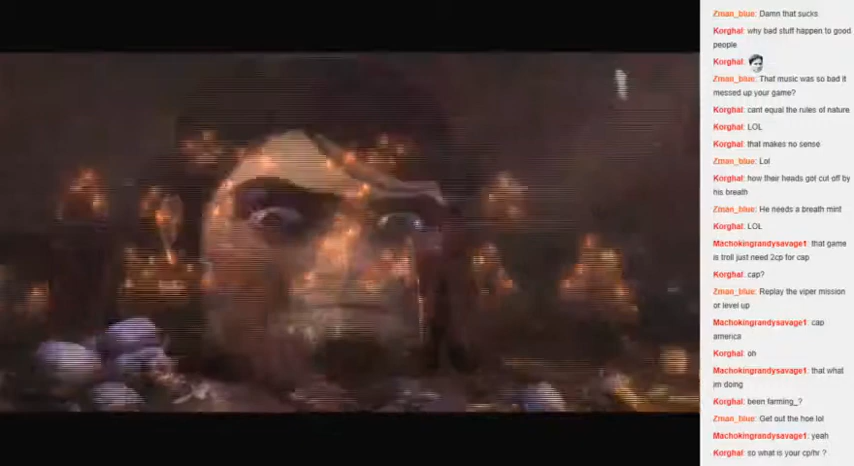 Zman_blue: Damn that sucks
Korghal: why bad stuff happen to good
people
Korghal:
Zman_blue: That music was so bad it
messed up your game?
Korghal: cant equal the rules of nature
Korghal: LOL
Korghal: that makes no sense
Zman_blue: Lol
Korghal: how their heads got cut off by
his breath
Zman_blue: He needs a breath mint
Korghal: LOL
Machokingrandysavage1: that game
is troll just need 2cp for cap
Korghal: cap?
Zman_blue: Replay the viper mission
or level up
Machokingrandysavage1: cap
america
Korghal: oh
Machokingrandysavage1: that what
im doing
Korghal: been farming_?
Zman_blue: Get out the hoe lol
Machokingrandysavage1: yeah
Korghal: so what is your cp/hr ?